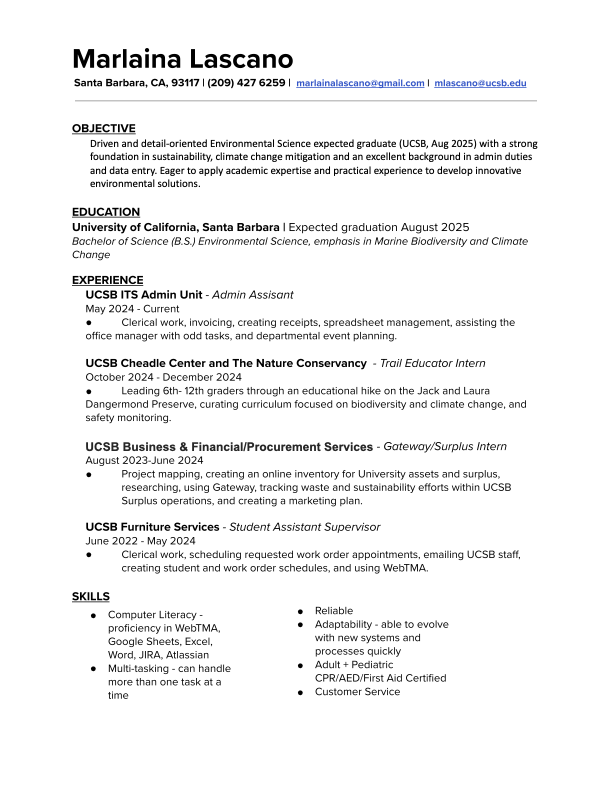 Marlaina Lascano
Santa Barbara, CA, 93117 | (209) 427 6259 | marlainalascano@gmail.com | mlascano@ucsb.edu
OBJECTIVE
Driven and detail-oriented Environmental Science expected graduate (UCSB, Aug 2025) with a strong
foundation in sustainability, climate change mitigation and an excellent background in admin duties
and data entry. Eager to apply academic expertise and practical experience to develop innovative
environmental solutions.
EDUCATION
University of California, Santa Barbara | Expected graduation August 2025
Bachelor of Science (B.S.) Environmental Science, emphasis in Marine Biodiversity and Climate
Change
EXPERIENCE
UCSB ITS Admin Unit - Admin Assisant
May 2024 - Current
● Clerical work, invoicing, creating receipts, spreadsheet management, assisting the
office manager with odd tasks, and departmental event planning.
UCSB Cheadle Center and The Nature Conservancy - Trail Educator Intern
October 2024 - December 2024
● Leading 6th- 12th graders through an educational hike on the Jack and Laura
Dangermond Preserve, curating curriculum focused on biodiversity and climate change, and
safety monitoring.
UCSB Business & Financial/Procurement Services - Gateway/Surplus Intern
August 2023-June 2024
● Project mapping, creating an online inventory for University assets and surplus,
researching, using Gateway, tracking waste and sustainability efforts within UCSB
Surplus operations, and creating a marketing plan.
UCSB Furniture Services - Student Assistant Supervisor
June 2022 - May 2024
● Clerical work, scheduling requested work order appointments, emailing UCSB staff,
creating student and work order schedules, and using WebTMA.
SKILLS
● Computer Literacy -
proficiency in WebTMA,
Google Sheets, Excel,
Word, JIRA, Atlassian
● Multi-tasking - can handle
more than one task at a
time
● Reliable
● Adaptability - able to evolve
with new systems and
processes quickly
● Adult + Pediatric
CPR/AED/First Aid Certified
● Customer Service